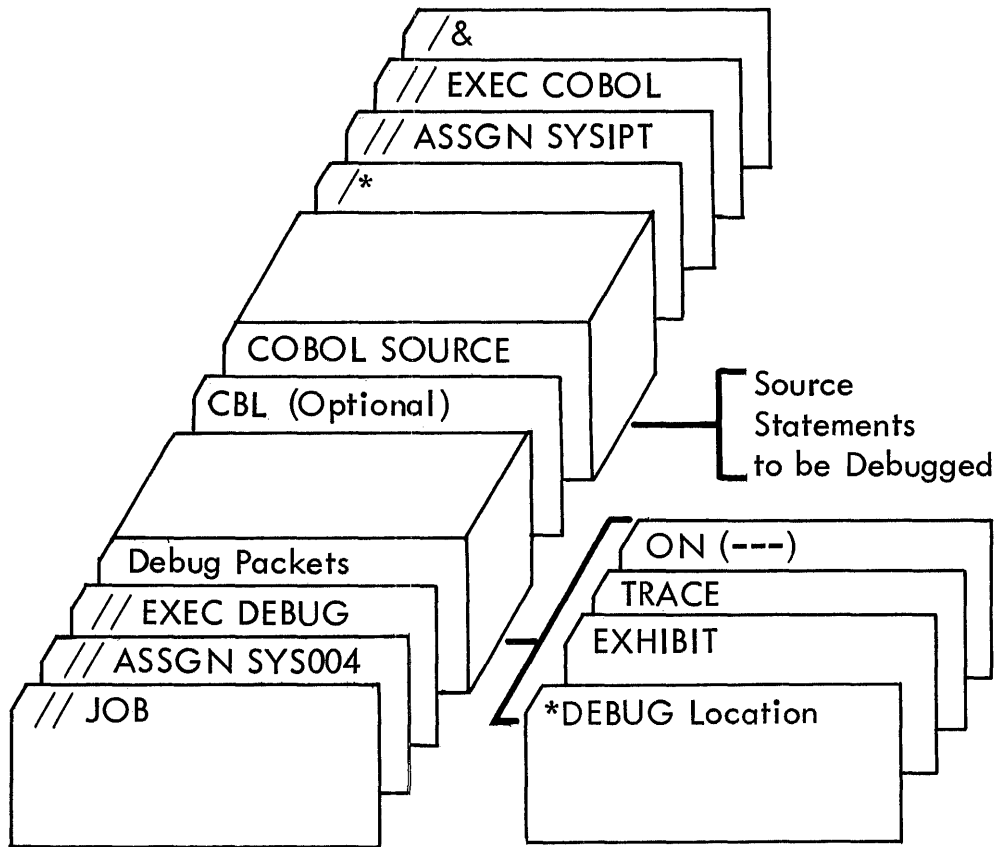 /&
// EXEC COBOL
// ASSGN SYSIPT
/*
COBOL SOURCE
CBL (Optional)
Source
Statements
to be Debugged
Debug Packets
// EXEC DEBUG
// ASSGN SYS004
// JOB
ON (---)
TRACE
EXHIBIT
*DEBUG Location